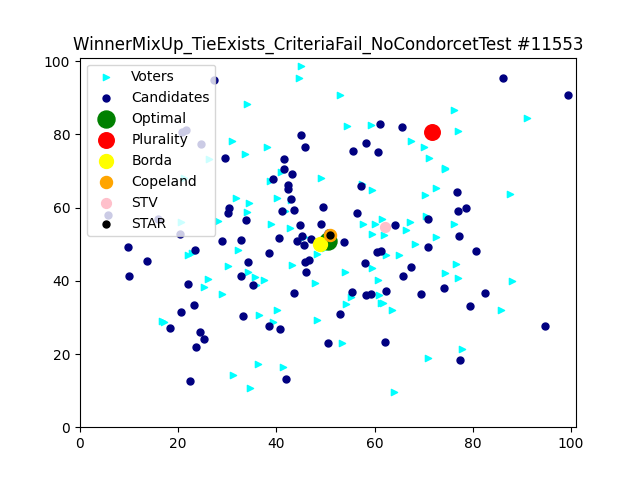 WinnerMixUp_TieExists_CriteriaFail_NoCondorcetTest #11553
Voters
Candidates
Optimal
Plurality
Borda
Copeland
STV
STAR
100
80
60
40
20
0
0 20 40 60 80 100